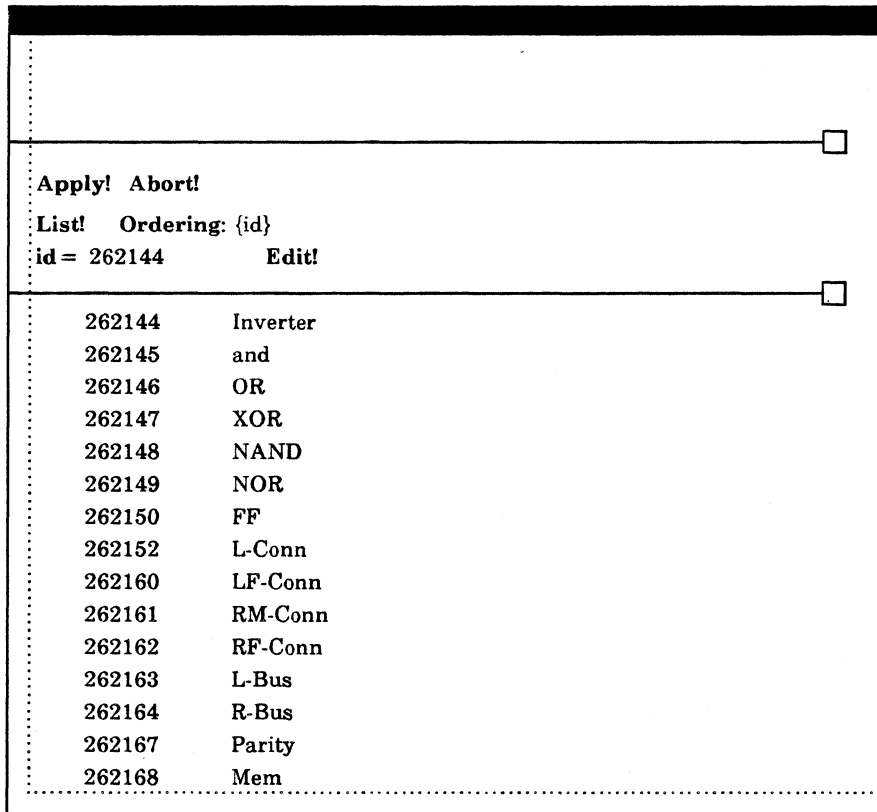 Apply! Abort!
List! Ordering: {id}
id = 262144 Edit!
262144 Inverter
262145 and
262146 OR
262147 XOR
262148 NAND
262149 NOR
262150 FF
262152 L-Conn
262160 LF-Conn
262161 RM-Conn
262162 RF-Conn
262163 L-Bus
262164 R-Bus
262167 Parity
262168 Mem